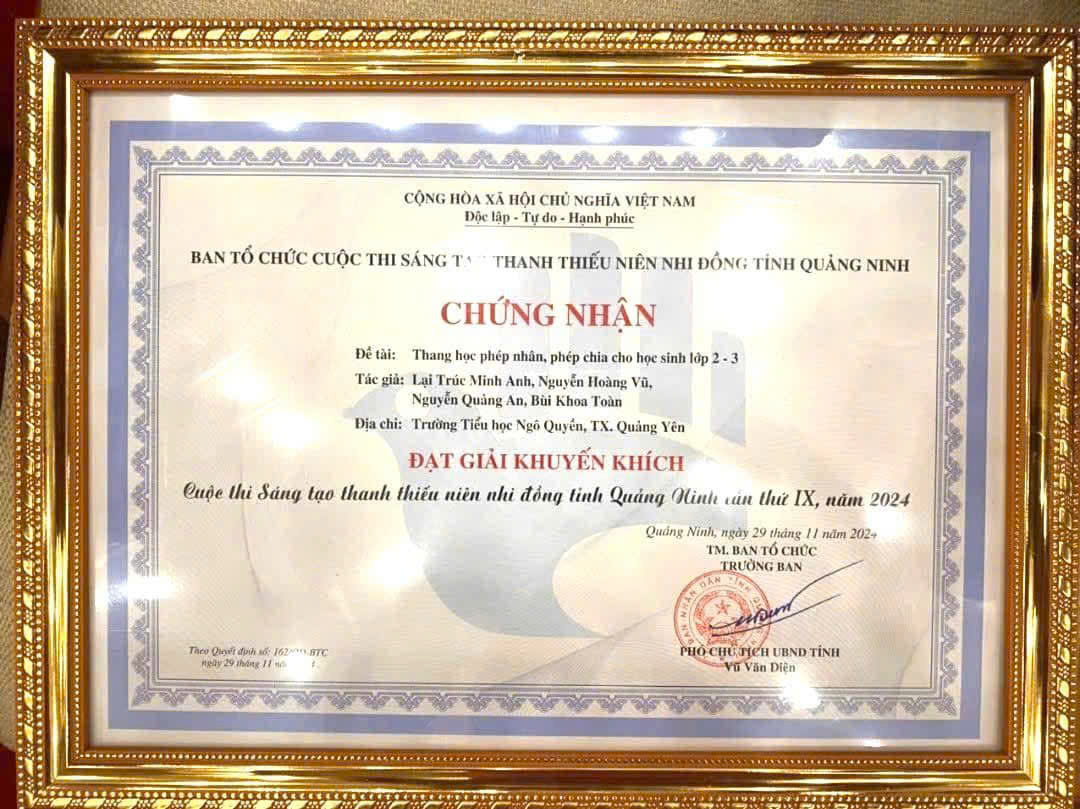 CỘNG HÒA XÃ HỘI CHỦ NGHĨA VIỆT NAM
Độc lập - Tự do - Hạnh phúc
BAN TỔ CHỨC CUỘC THI SÁNG THANH THIẾU NIÊN NHI ĐỒNG TỈNH QUẢNG NINH
CHỨNG NHẬN
Đề tài: Thang học phép nhân, phép chia cho học sinh lớp 2 - 3
Tác giả: Lại Trúc Minh Anh, Nguyễn Hoàng Vũ,
Nguyễn Quảng An, Bùi Khoa Toàn
Địa chỉ: Trường Tiểu học Ngô Quyền, TX. Quảng Yên
ĐẠT GIẢI KHUYẾN KHÍCH
Cuộc thi Sáng tạo thanh thiếu niên nhi đồng tỉnh Quảng Ninh lần thứ IX, năm 2024
Quảng Ninh, ngày 29 tháng 11 năm 2024
TM. BAN TỔ CHỨC
TRƯỞNG BAN
BAN NHÂN DÂN TỈNH
PHÓ CHỦ TỊCH UBND TỈNH
Vũ Văn Diện
Theo Quyết định số:
ngày 29 tháng 11